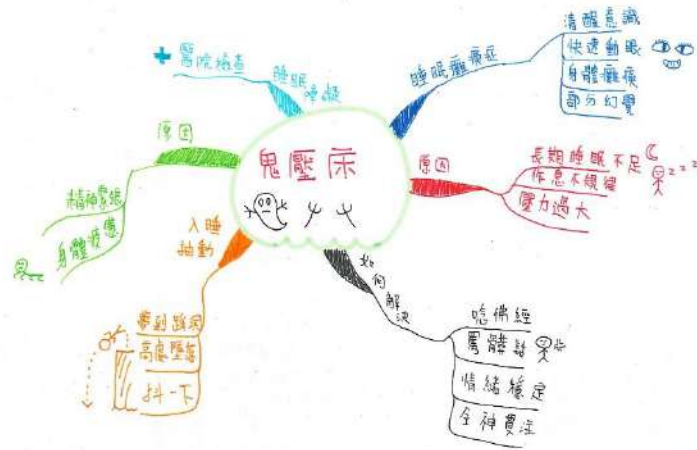 鬼壓床
睡眠癱瘓症
清醒意識
快速動眼
身體癱瘓
部分幻覺
原因
長期睡眠不足
作息不規律
壓力過大
zzzz
如何解決
唸佛經
罵髒話
情緒穩定
全神貫注
入睡
抽動
夢到跌倒
高處墜落
抖一下
原因
精神緊繃
身體疲憊
睡眠障礙
醫院檢查